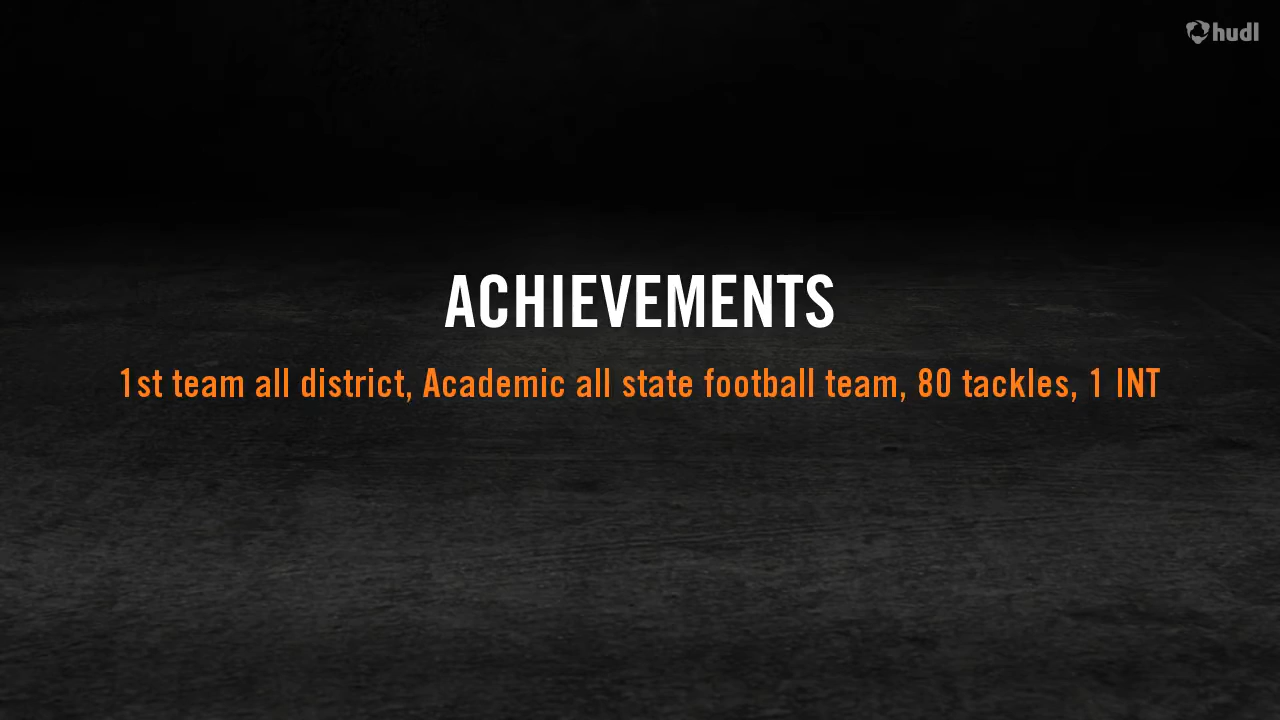 hudl
ACHIEVEMENTS
1st team all district, Academic all state football team, 80 tackles, 1 INT